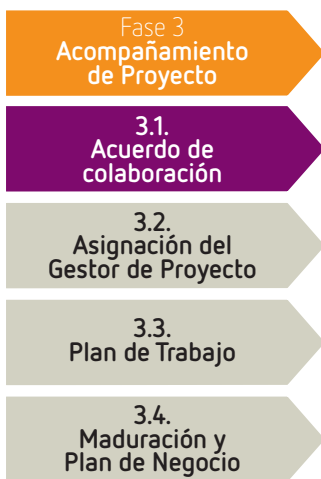 Fase 3
Acompañamiento
de Proyecto
3.1.
Acuerdo de
colaboración
3.2.
Asignación del
Gestor de Proyecto
3.3.
Plan de Trabajo
3.4.
Maduración y
Plan de Negocio